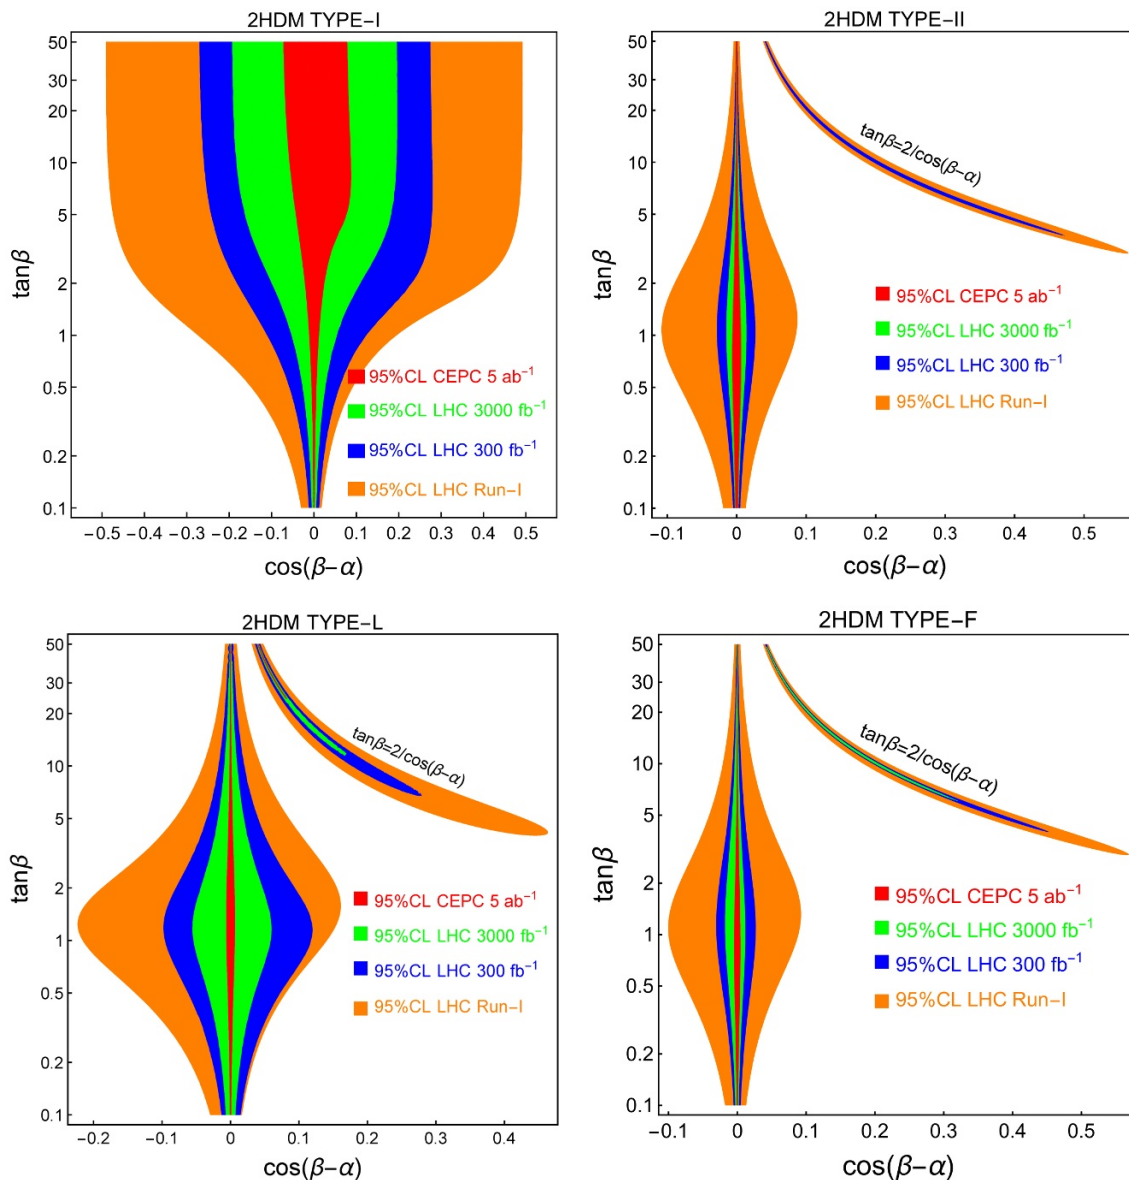 2HDM TYPE−I
50
30
20
10
5
2
1
0.5
0.2
0.1
tanβ
95%CL CEPC 5 ab⁻¹
95%CL LHC 3000 fb⁻¹
95%CL LHC 300 fb⁻¹
95%CL LHC Run−I
−0.5 −0.4 −0.3 −0.2 −0.1 0 0.1 0.2 0.3 0.4 0.5
cos(β−α)
2HDM TYPE−II
50
30
20
10
5
2
1
0.5
0.2
0.1
tanβ
tanβ=2/cos(β−α)
95%CL CEPC 5 ab⁻¹
95%CL LHC 3000 fb⁻¹
95%CL LHC 300 fb⁻¹
95%CL LHC Run−I
−0.1 0 0.1 0.2 0.3 0.4 0.5
cos(β−α)
2HDM TYPE−L
50
30
20
10
5
2
1
0.5
0.2
0.1
tanβ
tanβ=2/cos(β−α)
95%CL CEPC 5 ab⁻¹
95%CL LHC 3000 fb⁻¹
95%CL LHC 300 fb⁻¹
95%CL LHC Run−I
−0.2 −0.1 0 0.1 0.2 0.3 0.4
cos(β−α)
2HDM TYPE−F
50
30
20
10
5
2
1
0.5
0.2
0.1
tanβ
tanβ=2/cos(β−α)
95%CL CEPC 5 ab⁻¹
95%CL LHC 3000 fb⁻¹
95%CL LHC 300 fb⁻¹
95%CL LHC Run−I
−0.1 0 0.1 0.2 0.3 0.4 0.5
cos(β−α)